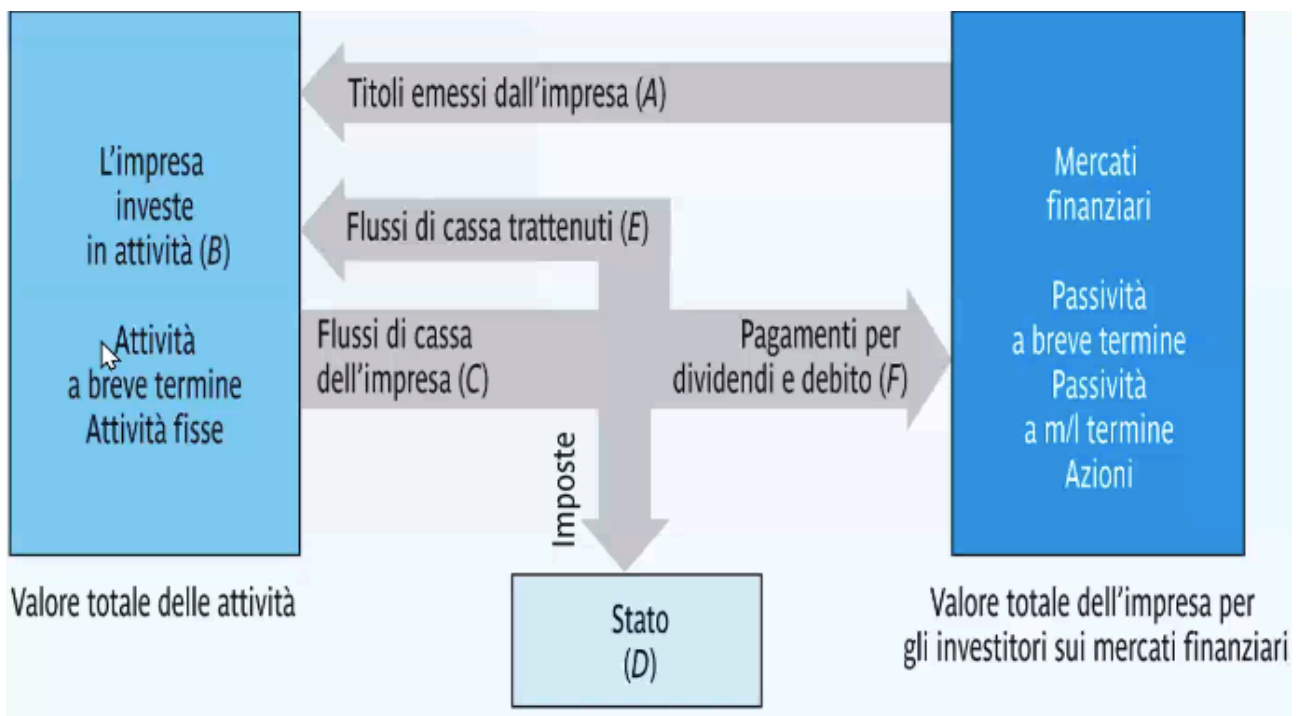 Titoli emessi dall'impresa (A)
L'impresa
investe
in attività (B)
Attività
a breve termine
Attività fisse
Flussi di cassa trattenuti (E)
Flussi di cassa
dell'impresa (C)
Pagamenti per
dividendi e debito (F)
Mercati
finanziari
Passività
a breve termine
Passività
a m/l termine
Azioni
Imposte
Stato
(D)
Valore totale delle attività
Valore totale dell'impresa per
gli investitori sui mercati finanziari